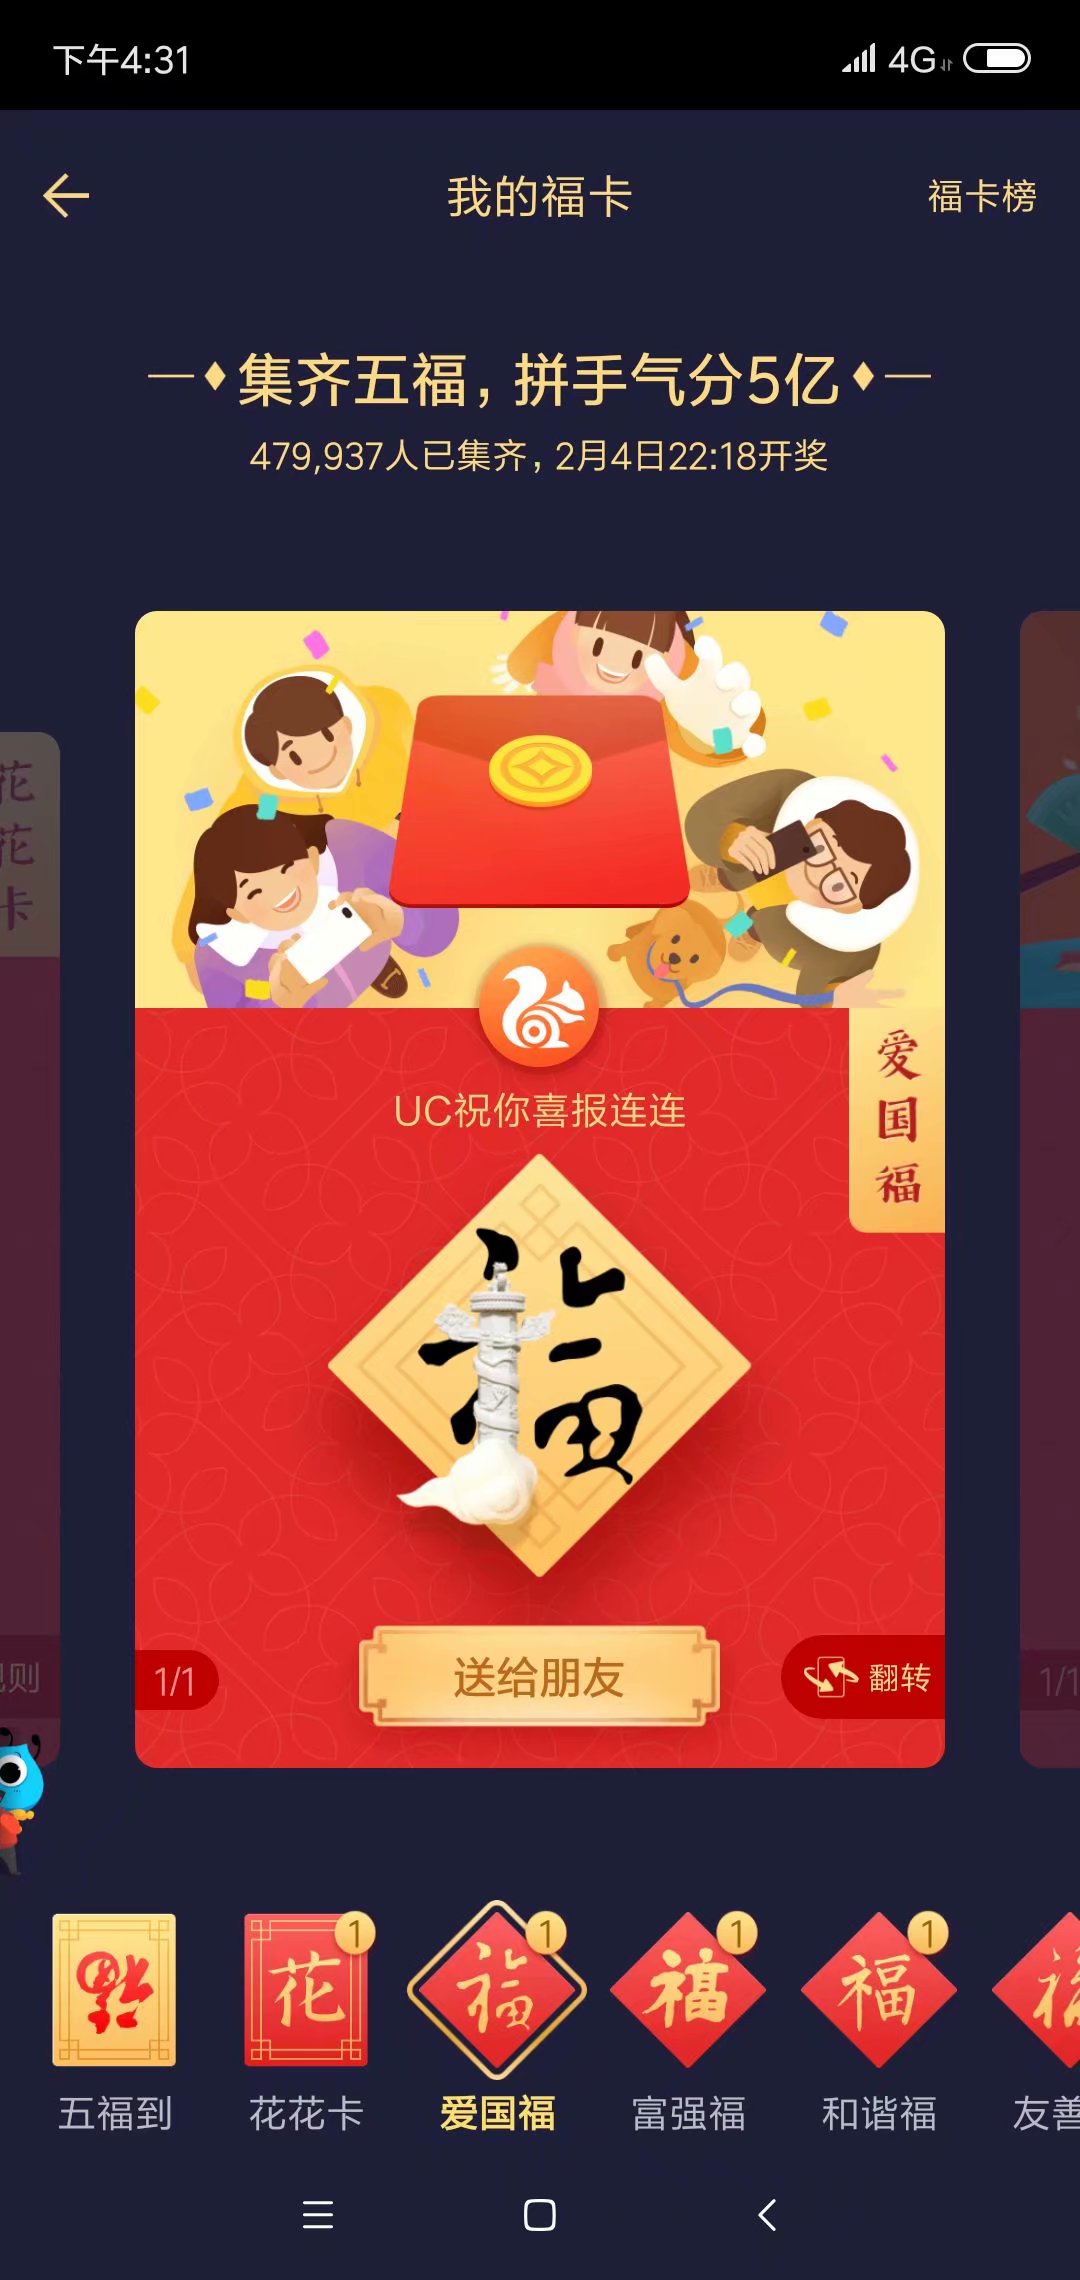 下午4:31
4G
我的福卡
福卡榜
集齐五福，拼手气分5亿
479,937人已集齐，2月4日22:18开奖
花花卡
UC祝你喜报连连
爱国福
福
规则
1/1
送给朋友
翻转
1/1
福
花
1
福
1
福
1
福
1
五福到
花花卡
爱国福
富强福
和谐福
友善